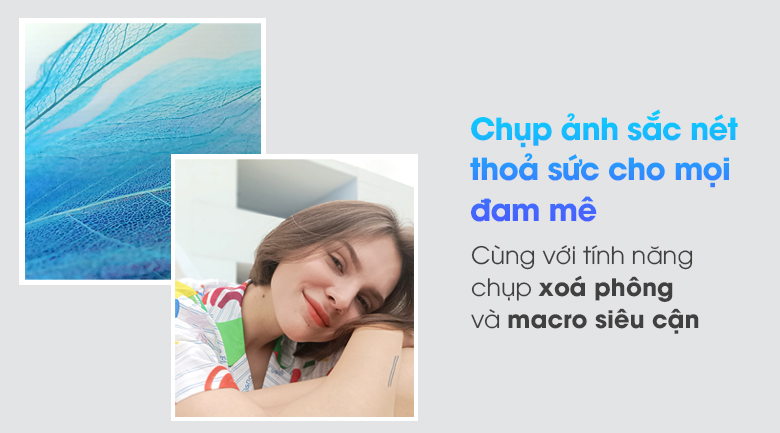 Chụp ảnh sắc nét
thoả sức cho mọi
đam mê
Cùng với tính năng
chụp xoá phông
và macro siêu cận